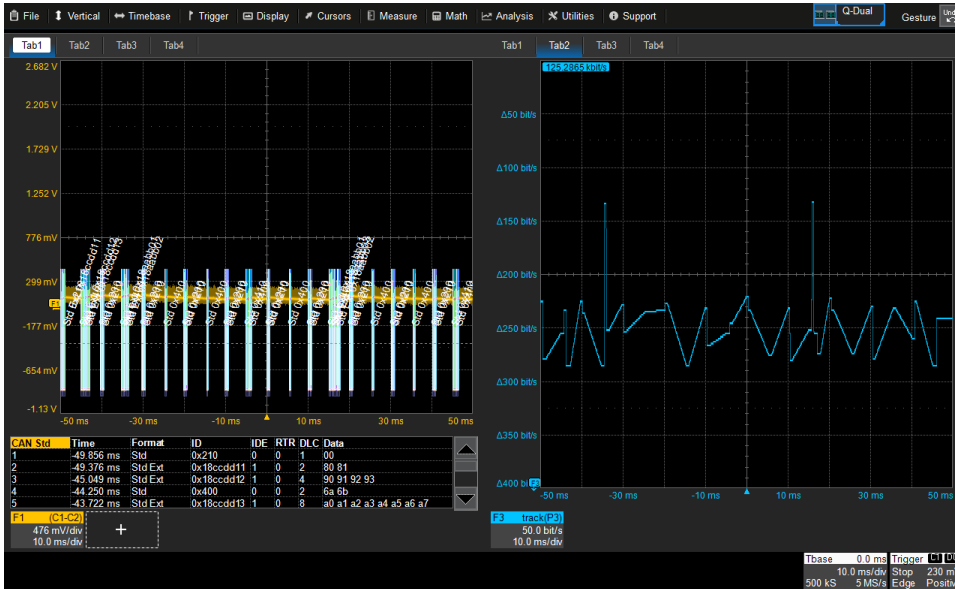 File Vertical Timebase Trigger Display Cursors Measure Math Analysis Utilities Support Q-Dual Gesture Undo
Tab1 Tab2 Tab3 Tab4
Tab1 Tab2 Tab3 Tab4
2.682 V
2.205 V
1.729 V
1.252 V
776 mV
299 mV
F1
-177 mV
-654 mV
-1.13 V
-50 ms -30 ms -10 ms 10 ms 30 ms 50 ms
125.2865 kbit/s
Δ50 bit/s
Δ100 bit/s
Δ150 bit/s
Δ200 bit/s
Δ250 bit/s
Δ300 bit/s
Δ350 bit/s
Δ400 bit/s
F3
-50 ms -30 ms -10 ms 10 ms 30 ms 50 ms
CAN Std Time Format ID IDE RTR DLC Data
1 -49.856 ms Std 0x210 0 0 1 00
2 -49.376 ms Std Ext 0x18ccdd11 1 0 2 80 81
3 -45.049 ms Std Ext 0x18ccdd12 1 0 4 90 91 92 93
4 -44.250 ms Std 0x400 0 0 2 6a 6b
5 -43.722 ms Std Ext 0x18ccdd13 1 0 8 a0 a1 a2 a3 a4 a5 a6 a7
F1 (C1-C2)
476 mV/div
10.0 ms/div
+
F3 track(P3)
50.0 bit/s
10.0 ms/div
Tbase 0.0 ms
10.0 ms/div
500 kS 5 MS/s
Trigger C1
Stop 230
Edge